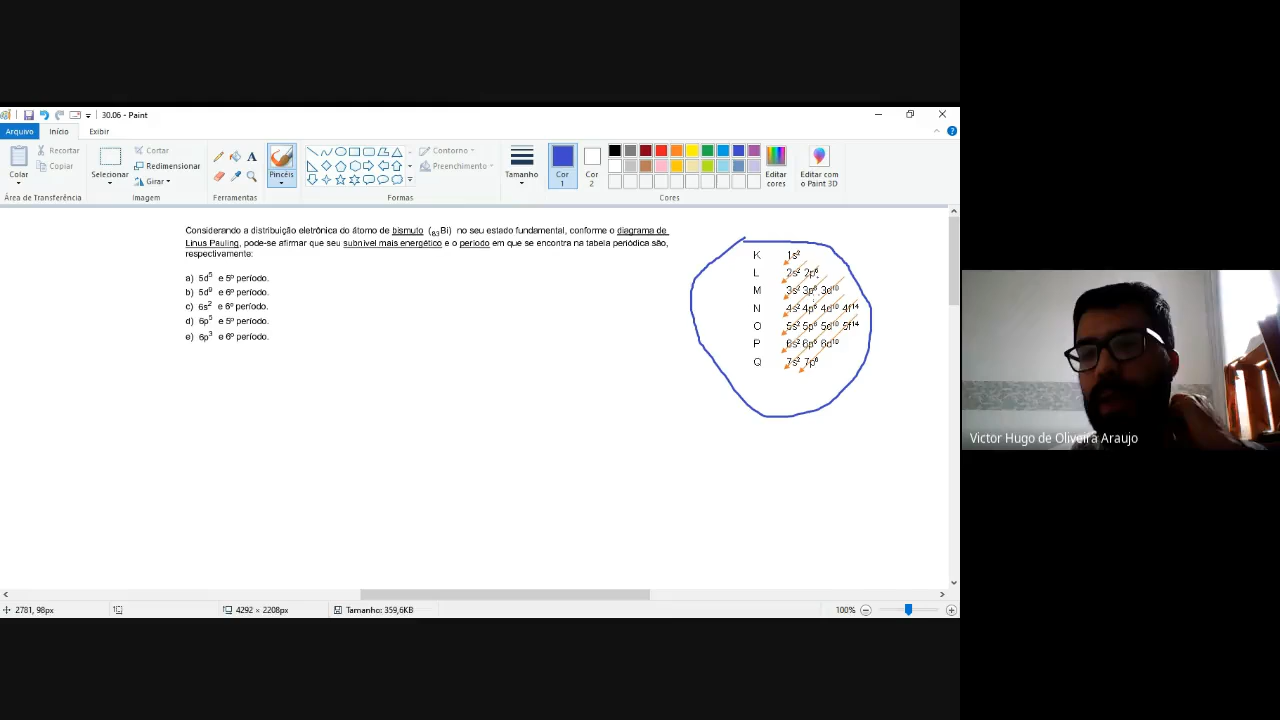 30.06 - Paint
Arquivo Início Exibir
Colar
Recortar
Copiar
Selecionar
Cortar
Redimensionar
Girar
A
Pincéis
Contorno
Preenchimento
Tamanho
Cor 1
Cor 2
Editar cores
Editar com o Paint 3D
Área de Transferência Imagem Ferramentas Formas Cores
Considerando a distribuição eletrônica do átomo de bismuto (₈₃Bi) no seu estado fundamental, conforme o diagrama de
Linus Pauling, pode-se afirmar que seu subnível mais energético e o período em que se encontra na tabela periódica são,
respectivamente:
a) 5d⁵ e 5º período.
b) 5d⁹ e 6º período.
c) 6s² e 6º período.
d) 6p⁵ e 5º período.
e) 6p³ e 6º período.
K 1s²
L 2s² 2p⁶
M 3s² 3p⁶ 3d¹⁰
N 4s² 4p⁶ 4d¹⁰ 4f¹⁴
O 5s² 5p⁶ 5d¹⁰ 5f¹⁴
P 6s² 6p⁶ 6d¹⁰
Q 7s² 7p⁶
Victor Hugo de Oliveira Araujo
2781, 98px 4292 × 2208px Tamanho: 359,6KB 100%